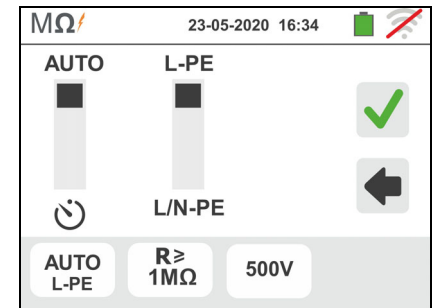 MΩ 23-05-2020 16:34
AUTO L-PE
L/N-PE
AUTO R≥ 500V
L-PE 1MΩ